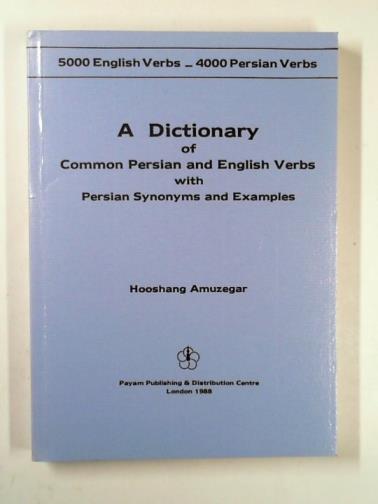 5000 English Verbs – 4000 Persian Verbs
A Dictionary
of
Common Persian and English Verbs
with
Persian Synonyms and Examples
Hooshang Amuzegar
Payam Publishing & Distribution Centre
London 1988